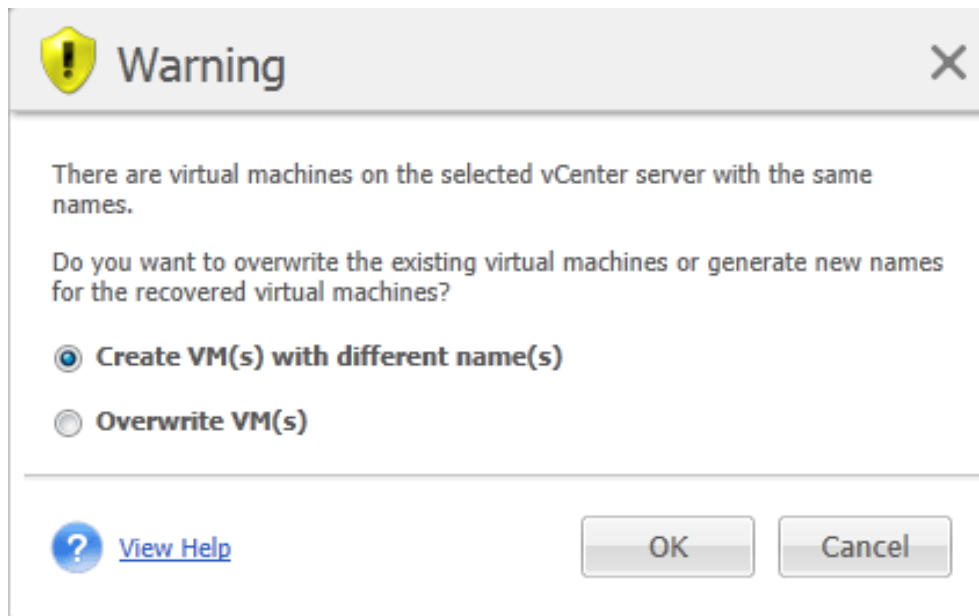 Warning
There are virtual machines on the selected vCenter server with the same
names.
Do you want to overwrite the existing virtual machines or generate new names
for the recovered virtual machines?
Create VM(s) with different name(s)
Overwrite VM(s)
View Help
OK
Cancel